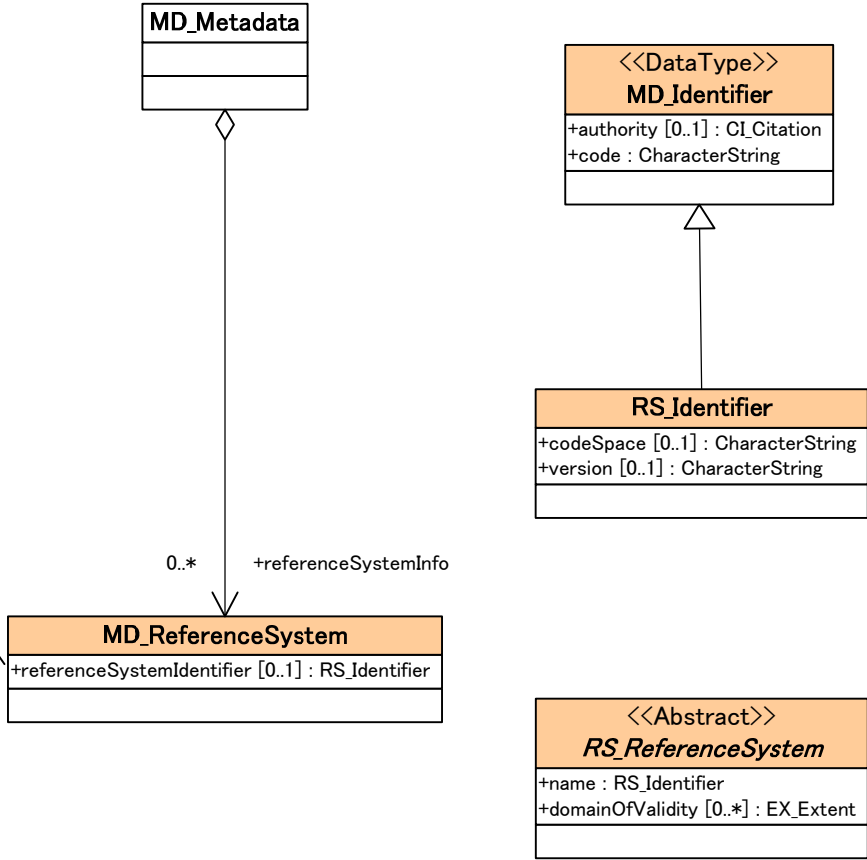 MD_Metadata
<<DataType>>
MD_Identifier
+authority [0..1] : CI_Citation
+code : CharacterString
RS_Identifier
+codeSpace [0..1] : CharacterString
+version [0..1] : CharacterString
0..*
+referenceSystemInfo
MD_ReferenceSystem
+referenceSystemIdentifier [0..1] : RS_Identifier
<<Abstract>>
RS_ReferenceSystem
+name : RS_Identifier
+domainOfValidity [0..*] : EX_Extent